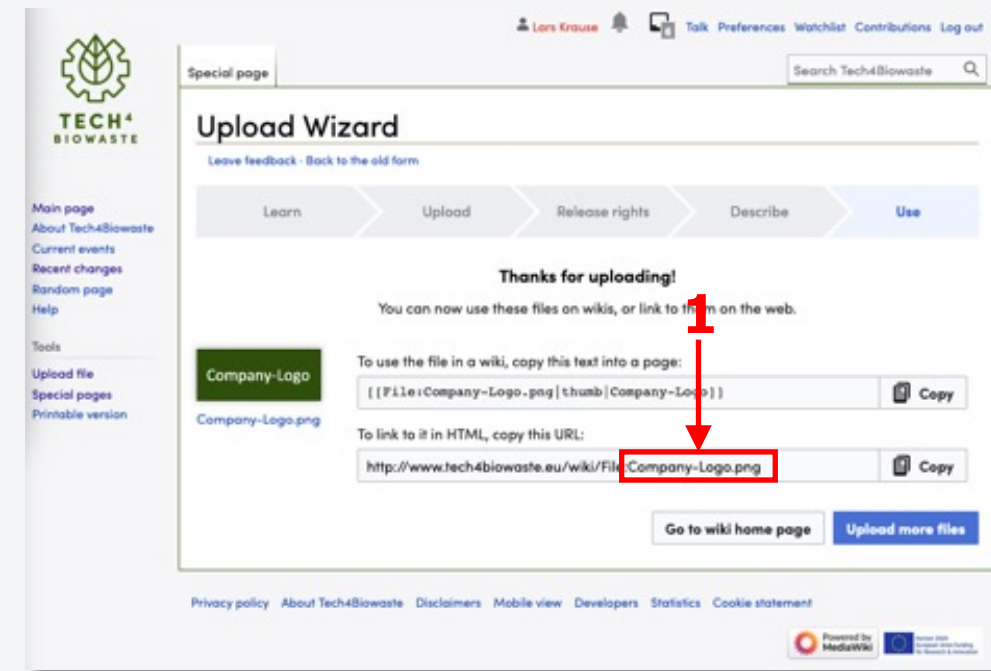 Lars Krause Talk Preferences Watchlist Contributions Log out
TECH4
BIOWASTE
Special page
Search Tech4Biowaste
Upload Wizard
Leave feedback · Back to the old form
Main page
About Tech4Biowaste
Current events
Recent changes
Random page
Help
Tools
Upload file
Special pages
Printable version
Learn Upload Release rights Describe Use
Thanks for uploading!
You can now use these files on wikis, or link to them on the web.
1
Company-Logo
Company-Logo.png
To use the file in a wiki, copy this text into a page:
[[File:Company-Logo.png|thumb|Company-Logo]]
Copy
To link to it in HTML, copy this URL:
http://www.tech4biowaste.eu/wiki/File:Company-Logo.png
Copy
Go to wiki home page Upload more files
Privacy policy About Tech4Biowaste Disclaimers Mobile view Developers Statistics Cookie statement
Powered by
MediaWiki